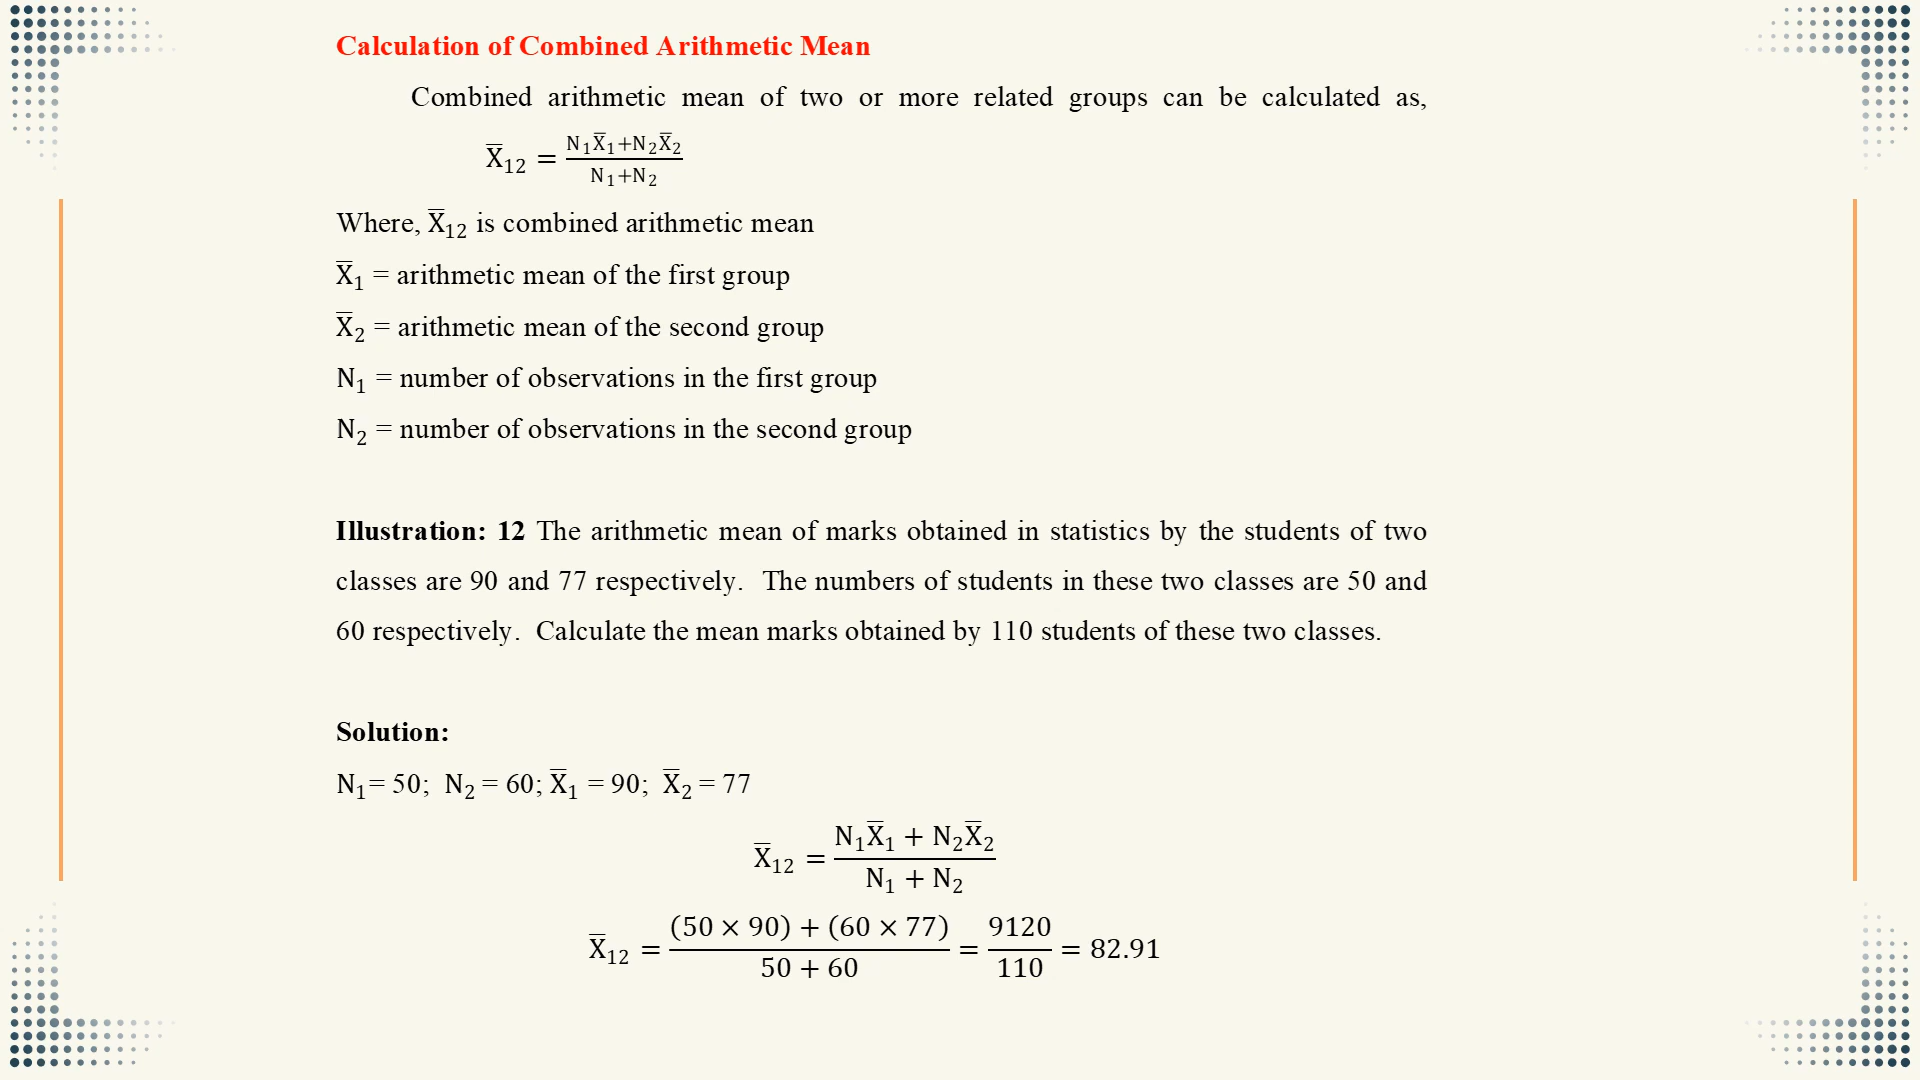 Calculation of Combined Arithmetic Mean
Combined arithmetic mean of two or more related groups can be calculated as,
X̅₁₂ = (N₁X̅₁+N₂X̅₂)/(N₁+N₂)
Where, X̅₁₂ is combined arithmetic mean
X̅₁ = arithmetic mean of the first group
X̅₂ = arithmetic mean of the second group
N₁ = number of observations in the first group
N₂ = number of observations in the second group
Illustration: 12 The arithmetic mean of marks obtained in statistics by the students of two
classes are 90 and 77 respectively. The numbers of students in these two classes are 50 and
60 respectively. Calculate the mean marks obtained by 110 students of these two classes.
Solution:
N₁= 50; N₂ = 60; X̅₁ = 90; X̅₂ = 77
X̅₁₂ = (N₁X̅₁ + N₂X̅₂)/(N₁ + N₂)
X̅₁₂ = ((50 × 90) + (60 × 77))/(50 + 60) = 9120/110 = 82.91